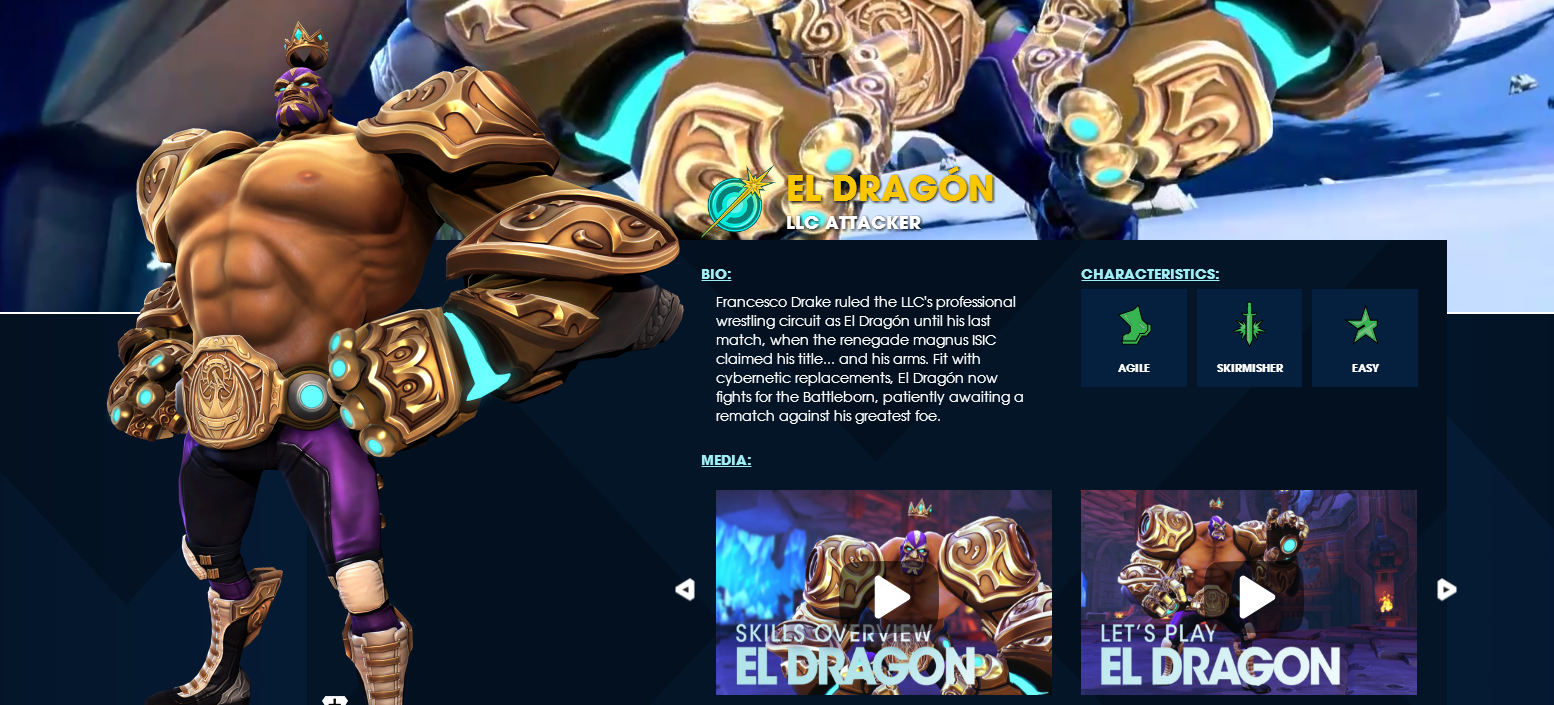 EL DRAGÓN
LLC ATTACKER
BIO:
Francesco Drake ruled the LLC's professional
wrestling circuit as El Dragón until his last
match, when the renegade magnus ISIC
claimed his title... and his arms. Fit with
cybernetic replacements, El Dragón now
fights for the Battleborn, patiently awaiting a
rematch against his greatest foe.
CHARACTERISTICS:
AGILE
SKIRMISHER
EASY
MEDIA:
SKILLS OVERVIEW
EL DRAGON
LET'S PLAY
EL DRAGON